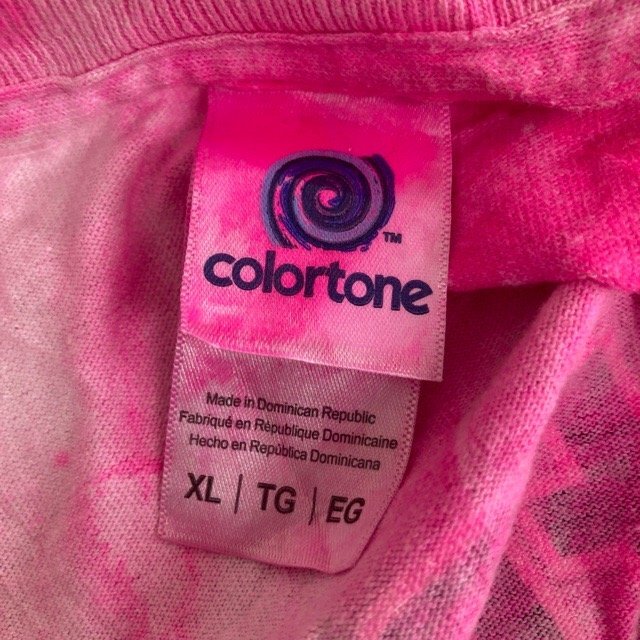 TM
colortone
Made in Dominican Republic
Fabriqué en République Dominicaine
Hecho en República Dominicana
XL | TG | EG